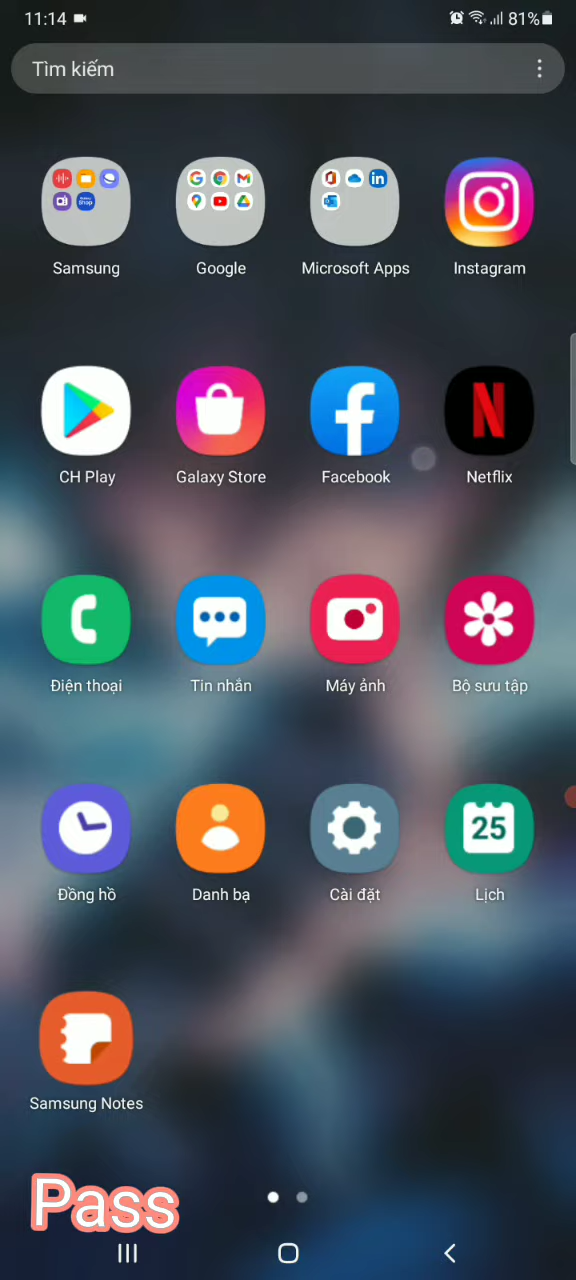 11:14
81%
Tìm kiếm
Samsung
Google
Microsoft Apps
Instagram
CH Play
Galaxy Store
Facebook
Netflix
Điện thoại
Tin nhắn
Máy ảnh
Bộ sưu tập
25
Đồng hồ
Danh bạ
Cài đặt
Lịch
Samsung Notes
Pass